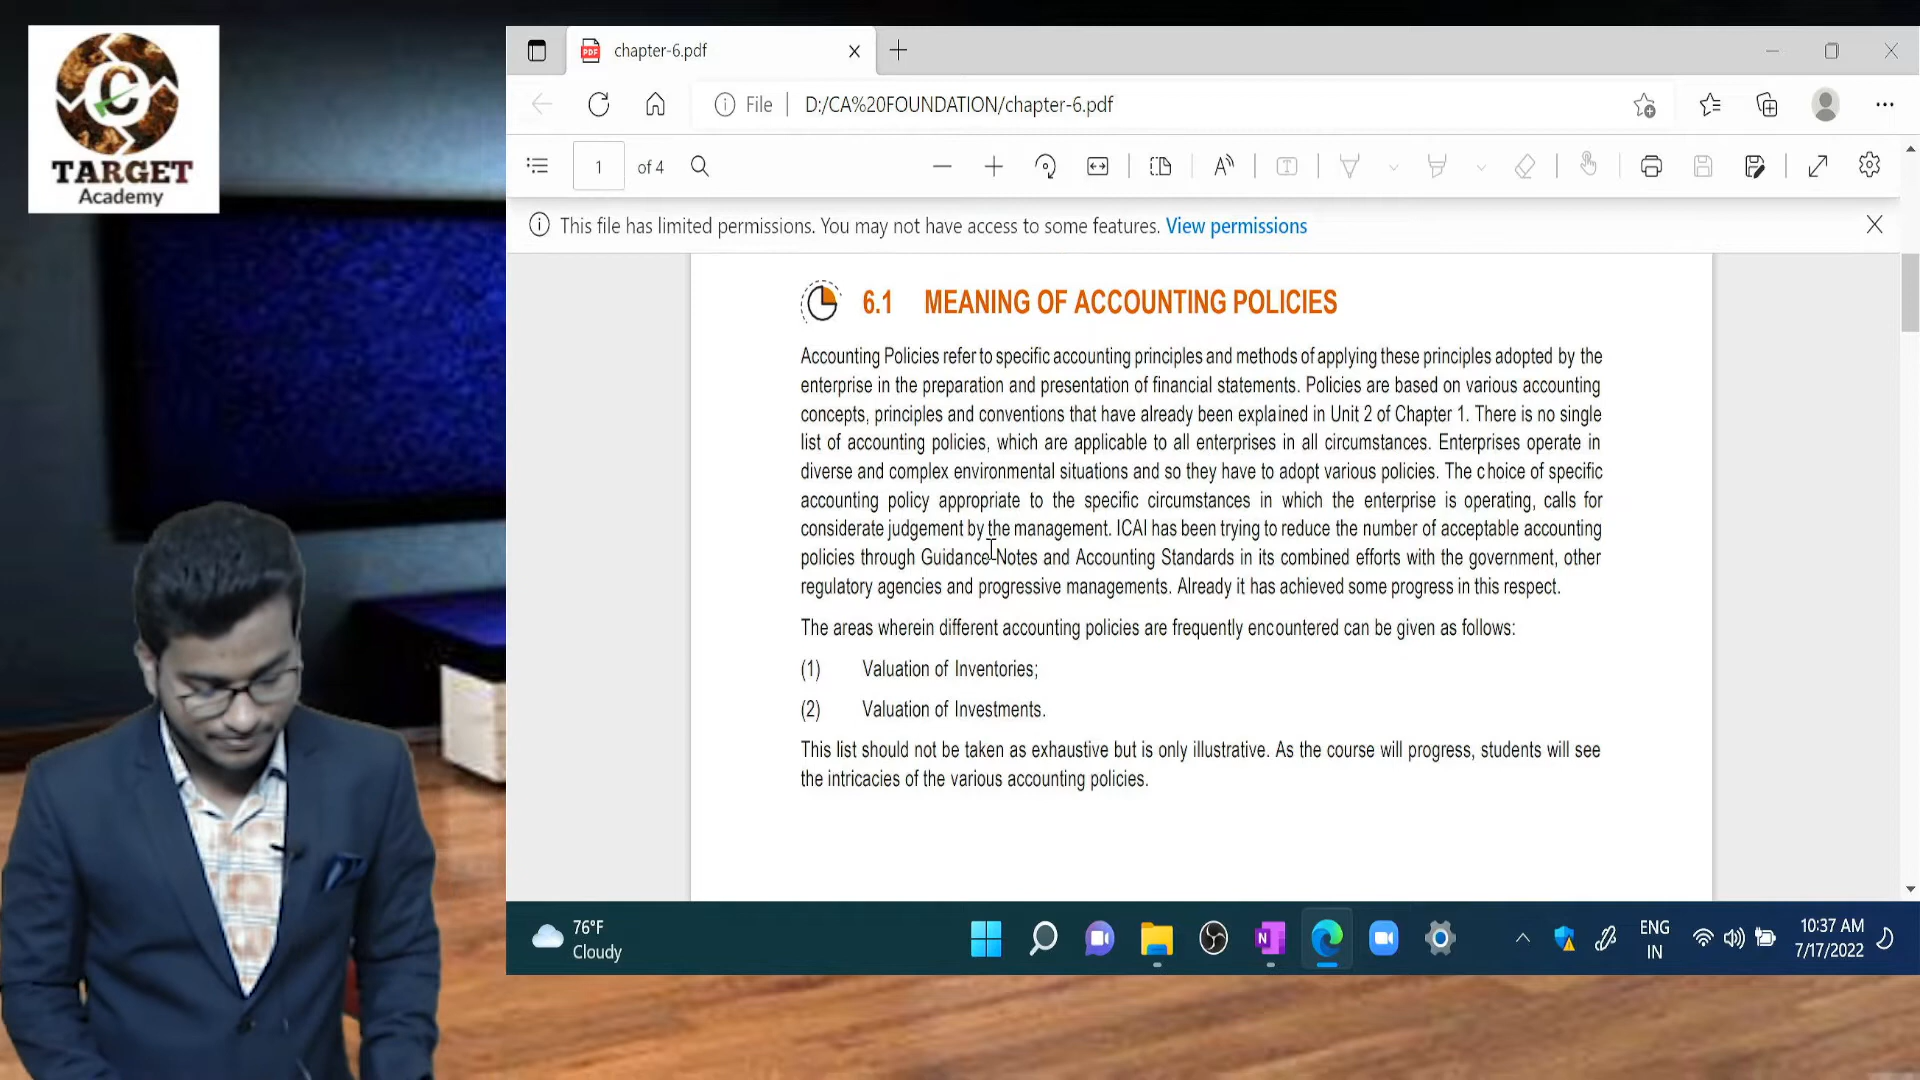 C
TARGET
Academy
chapter-6.pdf
File
D:/CA%20FOUNDATION/chapter-6.pdf
1 of 4
This file has limited permissions. You may not have access to some features. View permissions
6.1 MEANING OF ACCOUNTING POLICIES
Accounting Policies refer to specific accounting principles and methods of applying these principles adopted by the
enterprise in the preparation and presentation of financial statements. Policies are based on various accounting
concepts, principles and conventions that have already been explained in Unit 2 of Chapter 1. There is no single
list of accounting policies, which are applicable to all enterprises in all circumstances. Enterprises operate in
diverse and complex environmental situations and so they have to adopt various policies. The choice of specific
accounting policy appropriate to the specific circumstances in which the enterprise is operating, calls for
considerate judgement by the management. ICAI has been trying to reduce the number of acceptable accounting
policies through Guidance Notes and Accounting Standards in its combined efforts with the government, other
regulatory agencies and progressive managements. Already it has achieved some progress in this respect.
The areas wherein different accounting policies are frequently encountered can be given as follows:
(1) Valuation of Inventories;
(2) Valuation of Investments.
This list should not be taken as exhaustive but is only illustrative. As the course will progress, students will see
the intricacies of the various accounting policies.
76°F
Cloudy
ENG
IN
10:37 AM
7/17/2022